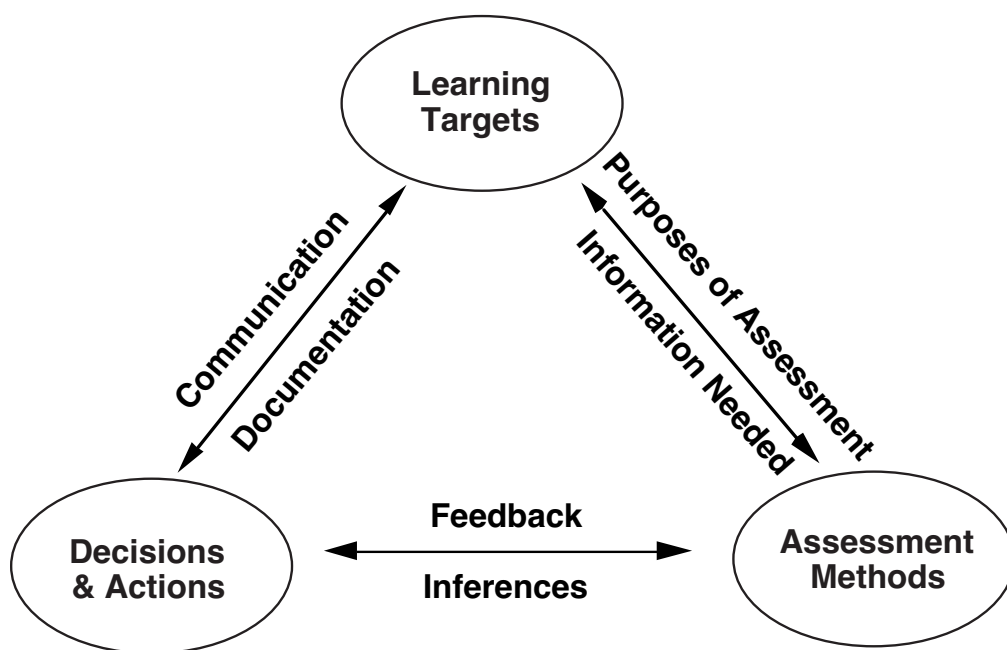 Learning
Targets
Communication
Documentation
Purposes of Assessment
Information Needed
Feedback
Inferences
Decisions
& Actions
Assessment
Methods